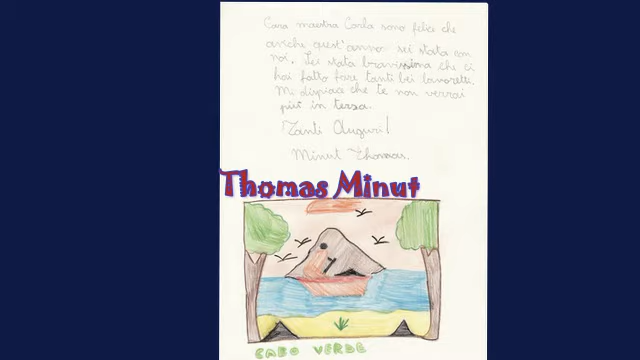 Cara maestra Carla sono felice che
anche quest'anno sei stata con
noi. Sei stata bravissima che ci
hai fatto fare tanti bei lavoretti.
Mi dispiace che te non verrai
più in terza.
Tanti Auguri!
Minut Thomas.
Thomas Minut
CABO VERDE